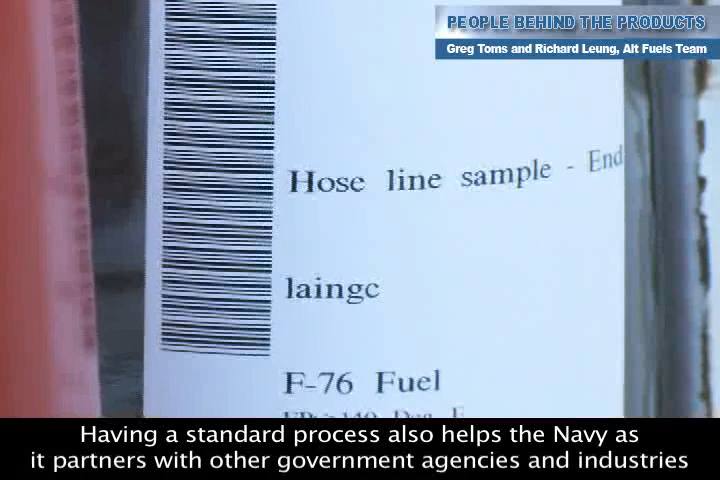 PEOPLE BEHIND THE PRODUCTS
Greg Toms and Richard Leung, Alt Fuels Team
Hose line sample - End
laingc
F-76 Fuel
Having a standard process also helps the Navy as
it partners with other government agencies and industries